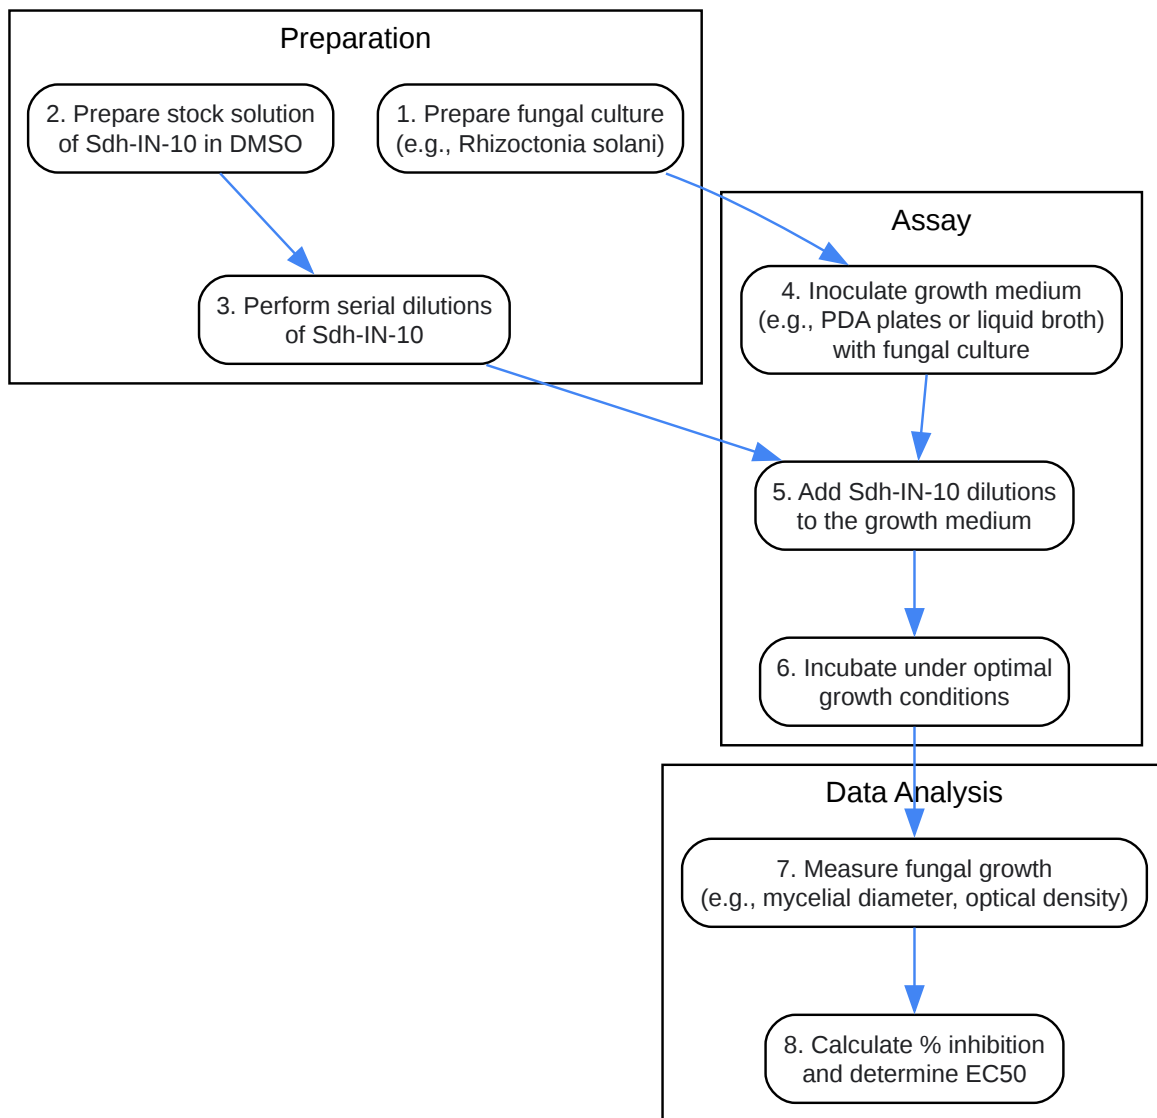 Preparation
2. Prepare stock solution
of Sdh-IN-10 in DMSO
1. Prepare fungal culture
(e.g., Rhizoctonia solani)
3. Perform serial dilutions
of Sdh-IN-10
Assay
4. Inoculate growth medium
(e.g., PDA plates or liquid broth)
with fungal culture
5. Add Sdh-IN-10 dilutions
to the growth medium
6. Incubate under optimal
growth conditions
Data Analysis
7. Measure fungal growth
(e.g., mycelial diameter, optical density)
8. Calculate % inhibition
and determine EC50